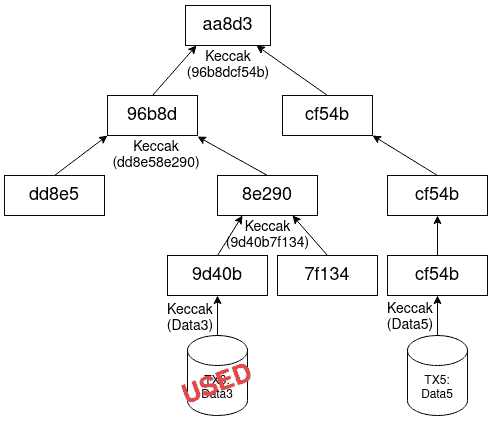 aa8d3
Keccak
(96b8dcf54b)
96b8d
cf54b
Keccak
(dd8e58e290)
dd8e5
8e290
cf54b
Keccak
(9d40b7f134)
9d40b
7f134
cf54b
Keccak
(Data3)
Keccak
(Data5)
USED
Data3
TX5:
Data5